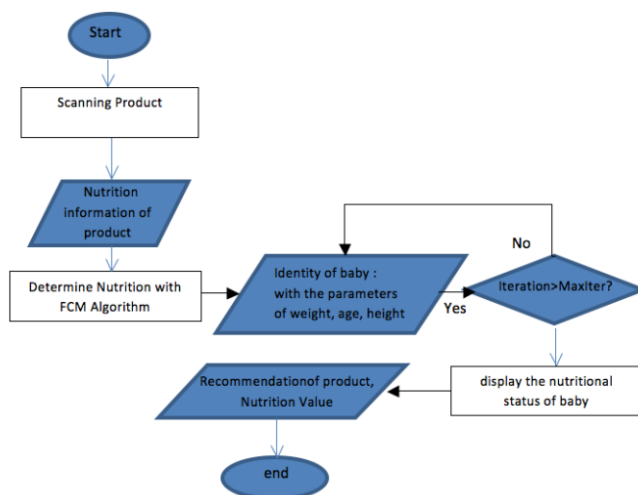 Start
Scanning Product
Nutrition
information of
product
Determine Nutrition with
FCM Algorithm
Identity of baby :
with the parameters
of weight, age, height
No
Yes
Iteration>MaxIter?
display the nutritional
status of baby
Recommendationof product,
Nutrition Value
end